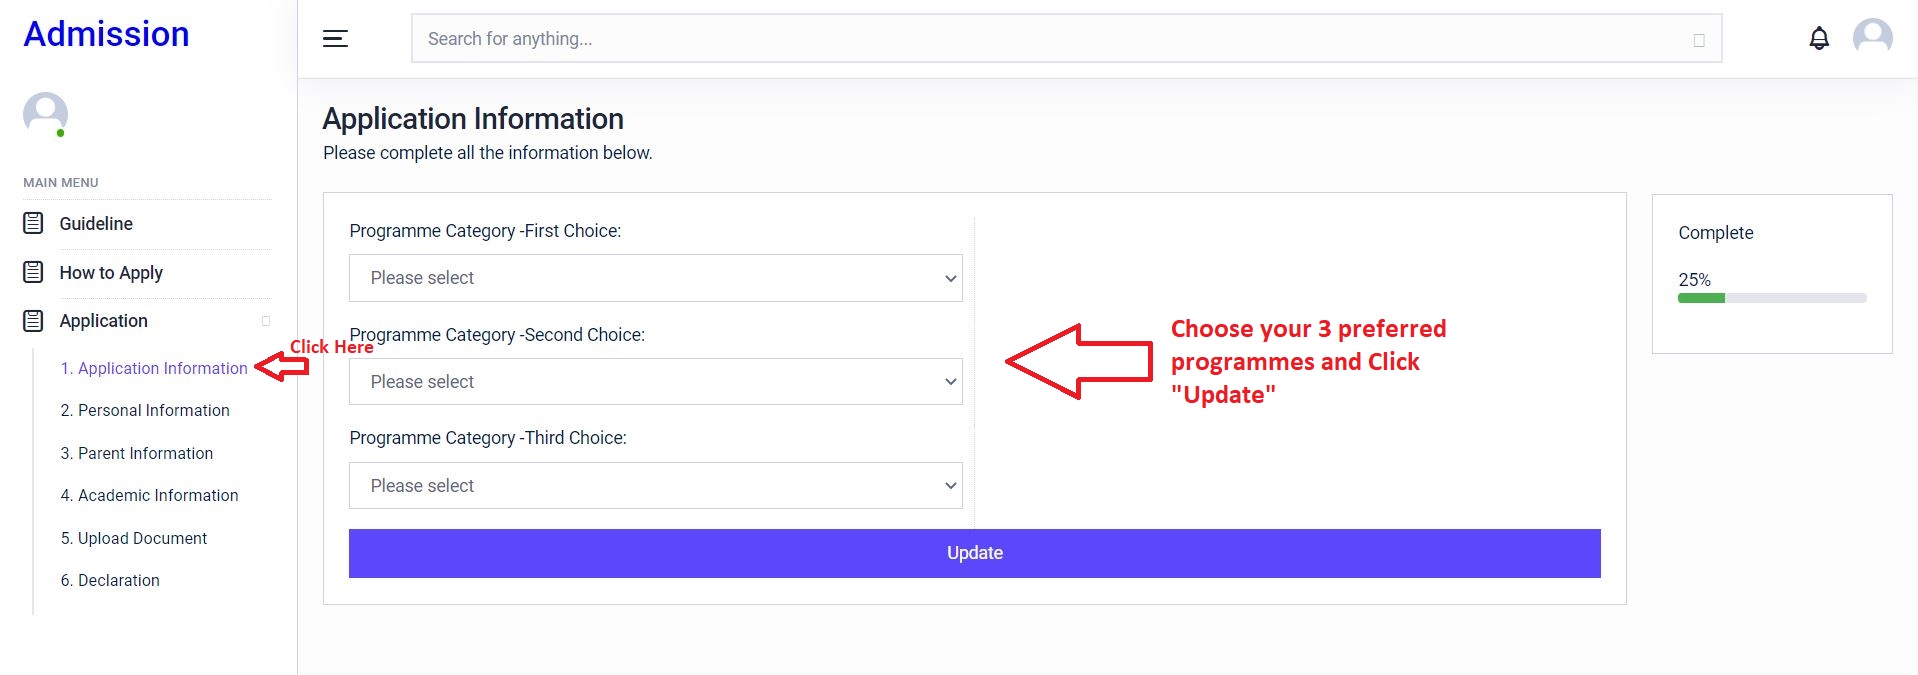 Admission
Search for anything...
MAIN MENU
Guideline
How to Apply
Application
1. Application Information
2. Personal Information
3. Parent Information
4. Academic Information
5. Upload Document
6. Declaration
Click Here
Application Information
Please complete all the information below.
Programme Category -First Choice:
Please select
Programme Category -Second Choice:
Please select
Programme Category -Third Choice:
Please select
Update
Choose your 3 preferred
programmes and Click
"Update"
Complete
25%